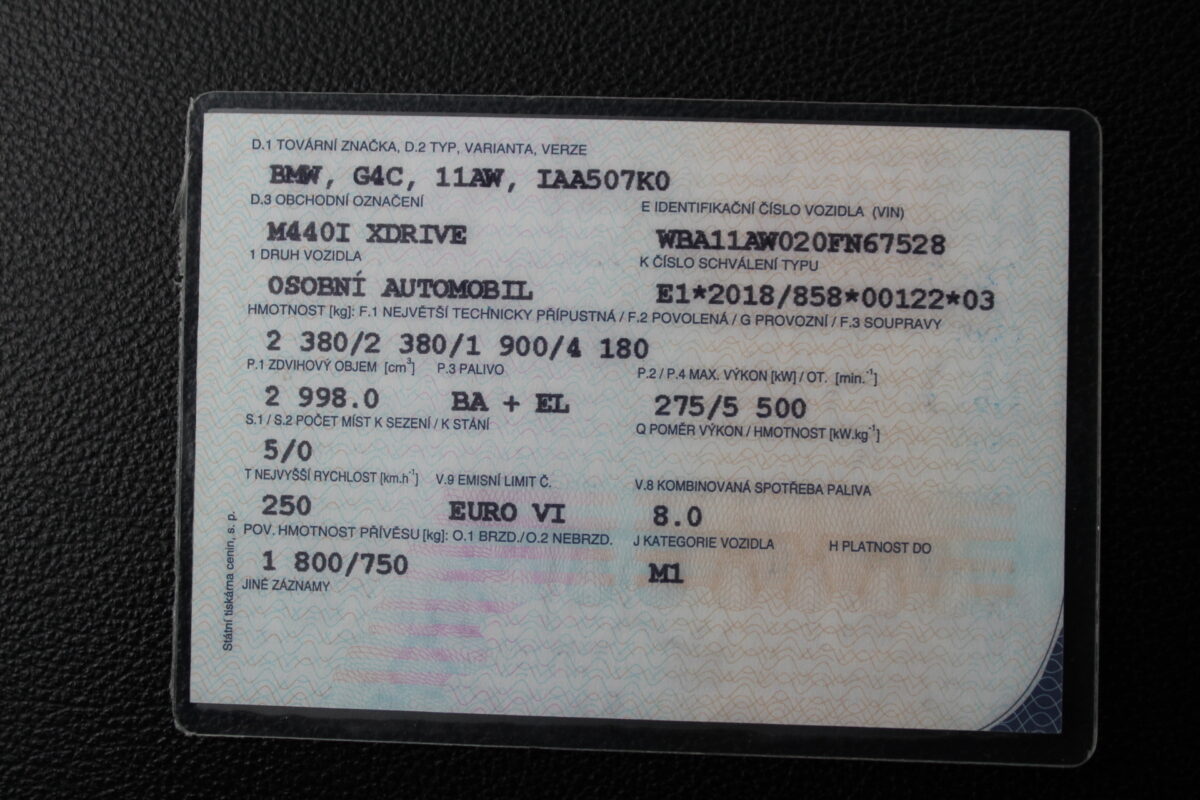 D.1 TOVÁRNÍ ZNAČKA, D.2 TYP, VARIANTA, VERZE
BMW, G4C, 11AW, IAA507K0
D.3 OBCHODNÍ OZNAČENÍ E IDENTIFIKAČNÍ ČÍSLO VOZIDLA (VIN)
M440I XDRIVE WBA11AW020FN67528
1 DRUH VOZIDLA K ČÍSLO SCHVÁLENÍ TYPU
OSOBNÍ AUTOMOBIL E1*2018/858*00122*03
HMOTNOST [kg]: F.1 NEJVĚTŠÍ TECHNICKY PŘÍPUSTNÁ / F.2 POVOLENÁ / G PROVOZNÍ / F.3 SOUPRAVY
2 380/2 380/1 900/4 180
P.1 ZDVIHOVÝ OBJEM [cm³] P.3 PALIVO P.2 / P.4 MAX. VÝKON [kW] / OT. [min.⁻¹]
2 998.0 BA + EL 275/5 500
S.1 / S.2 POČET MÍST K SEZENÍ / K STÁNÍ Q POMĚR VÝKON / HMOTNOST [kW.kg⁻¹]
5/0
T NEJVYŠŠÍ RYCHLOST [km.h⁻¹] V.9 EMISNÍ LIMIT Č. V.8 KOMBINOVANÁ SPOTŘEBA PALIVA
250 EURO VI 8.0
POV. HMOTNOST PŘÍVĚSU [kg]: O.1 BRZD./O.2 NEBRZD. J KATEGORIE VOZIDLA H PLATNOST DO
1 800/750 M1
JINÉ ZÁZNAMY
Státní tiskárna cenin, s. p.